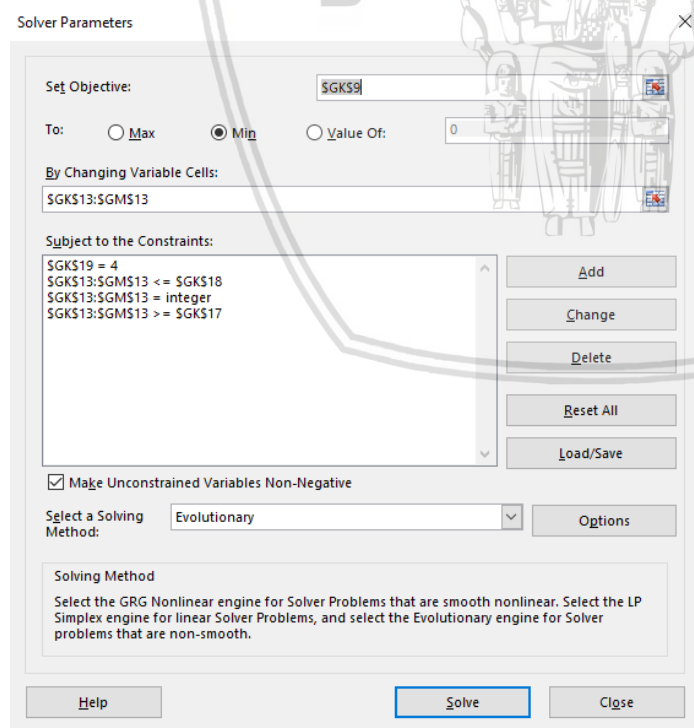 Solver Parameters
Set Objective:
$GK$9
To:
Max
Min
Value Of:
0
By Changing Variable Cells:
$GK$13:$GM$13
Subject to the Constraints:
$GK$19 = 4
$GK$13:$GM$13 <= $GK$18
$GK$13:$GM$13 = integer
$GK$13:$GM$13 >= $GK$17
Add
Change
Delete
Reset All
Load/Save
Make Unconstrained Variables Non-Negative
Select a Solving
Method:
Evolutionary
Options
Solving Method
Select the GRG Nonlinear engine for Solver Problems that are smooth nonlinear. Select the LP
Simplex engine for linear Solver Problems, and select the Evolutionary engine for Solver
problems that are non-smooth.
Help
Solve
Close